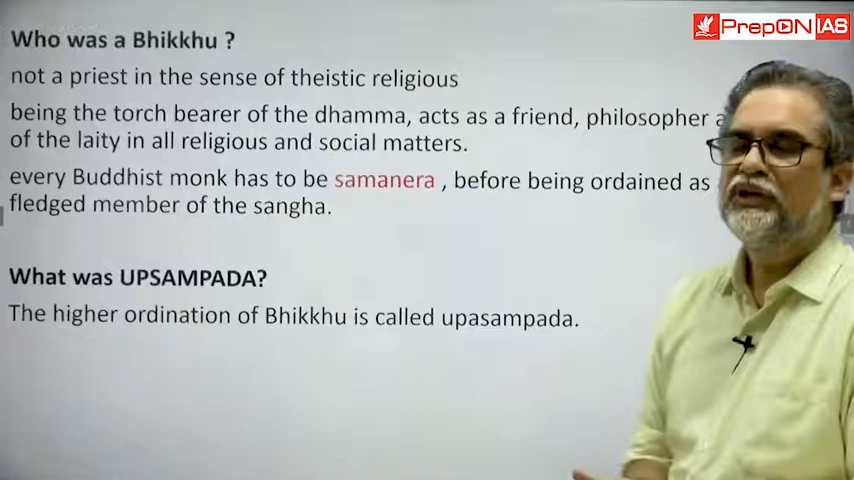 PrepON IAS
Who was a Bhikkhu ?
not a priest in the sense of theistic religious
being the torch bearer of the dhamma, acts as a friend, philosopher a
of the laity in all religious and social matters.
every Buddhist monk has to be samanera , before being ordained as
fledged member of the sangha.
What was UPSAMPADA?
The higher ordination of Bhikkhu is called upasampada.